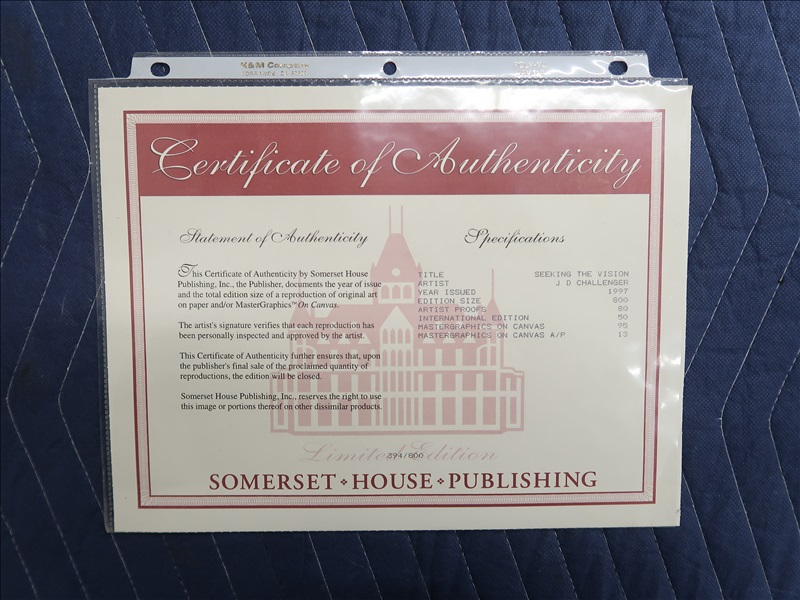 K&M Company
Certificate of Authenticity
Statement of Authenticity
This Certificate of Authenticity by Somerset House
Publishing, Inc., the Publisher, documents the year of issue
and the total edition size of a reproduction of original art
on paper and/or MasterGraphics™ On Canvas.
The artist's signature verifies that each reproduction has
been personally inspected and approved by the artist.
This Certificate of Authenticity further ensures that, upon
the publisher's final sale of the proclaimed quantity of
reproductions, the edition will be closed.
Somerset House Publishing, Inc., reserves the right to use
this image or portions thereof on other dissimilar products.
Specifications
TITLE SEEKING THE VISION
ARTIST J D CHALLENGER
YEAR ISSUED 1997
EDITION SIZE 800
ARTIST PROOFS 80
INTERNATIONAL EDITION 50
MASTERGRAPHICS ON CANVAS 95
MASTERGRAPHICS ON CANVAS A/P 13
Limited Edition
394/800
SOMERSET HOUSE PUBLISHING